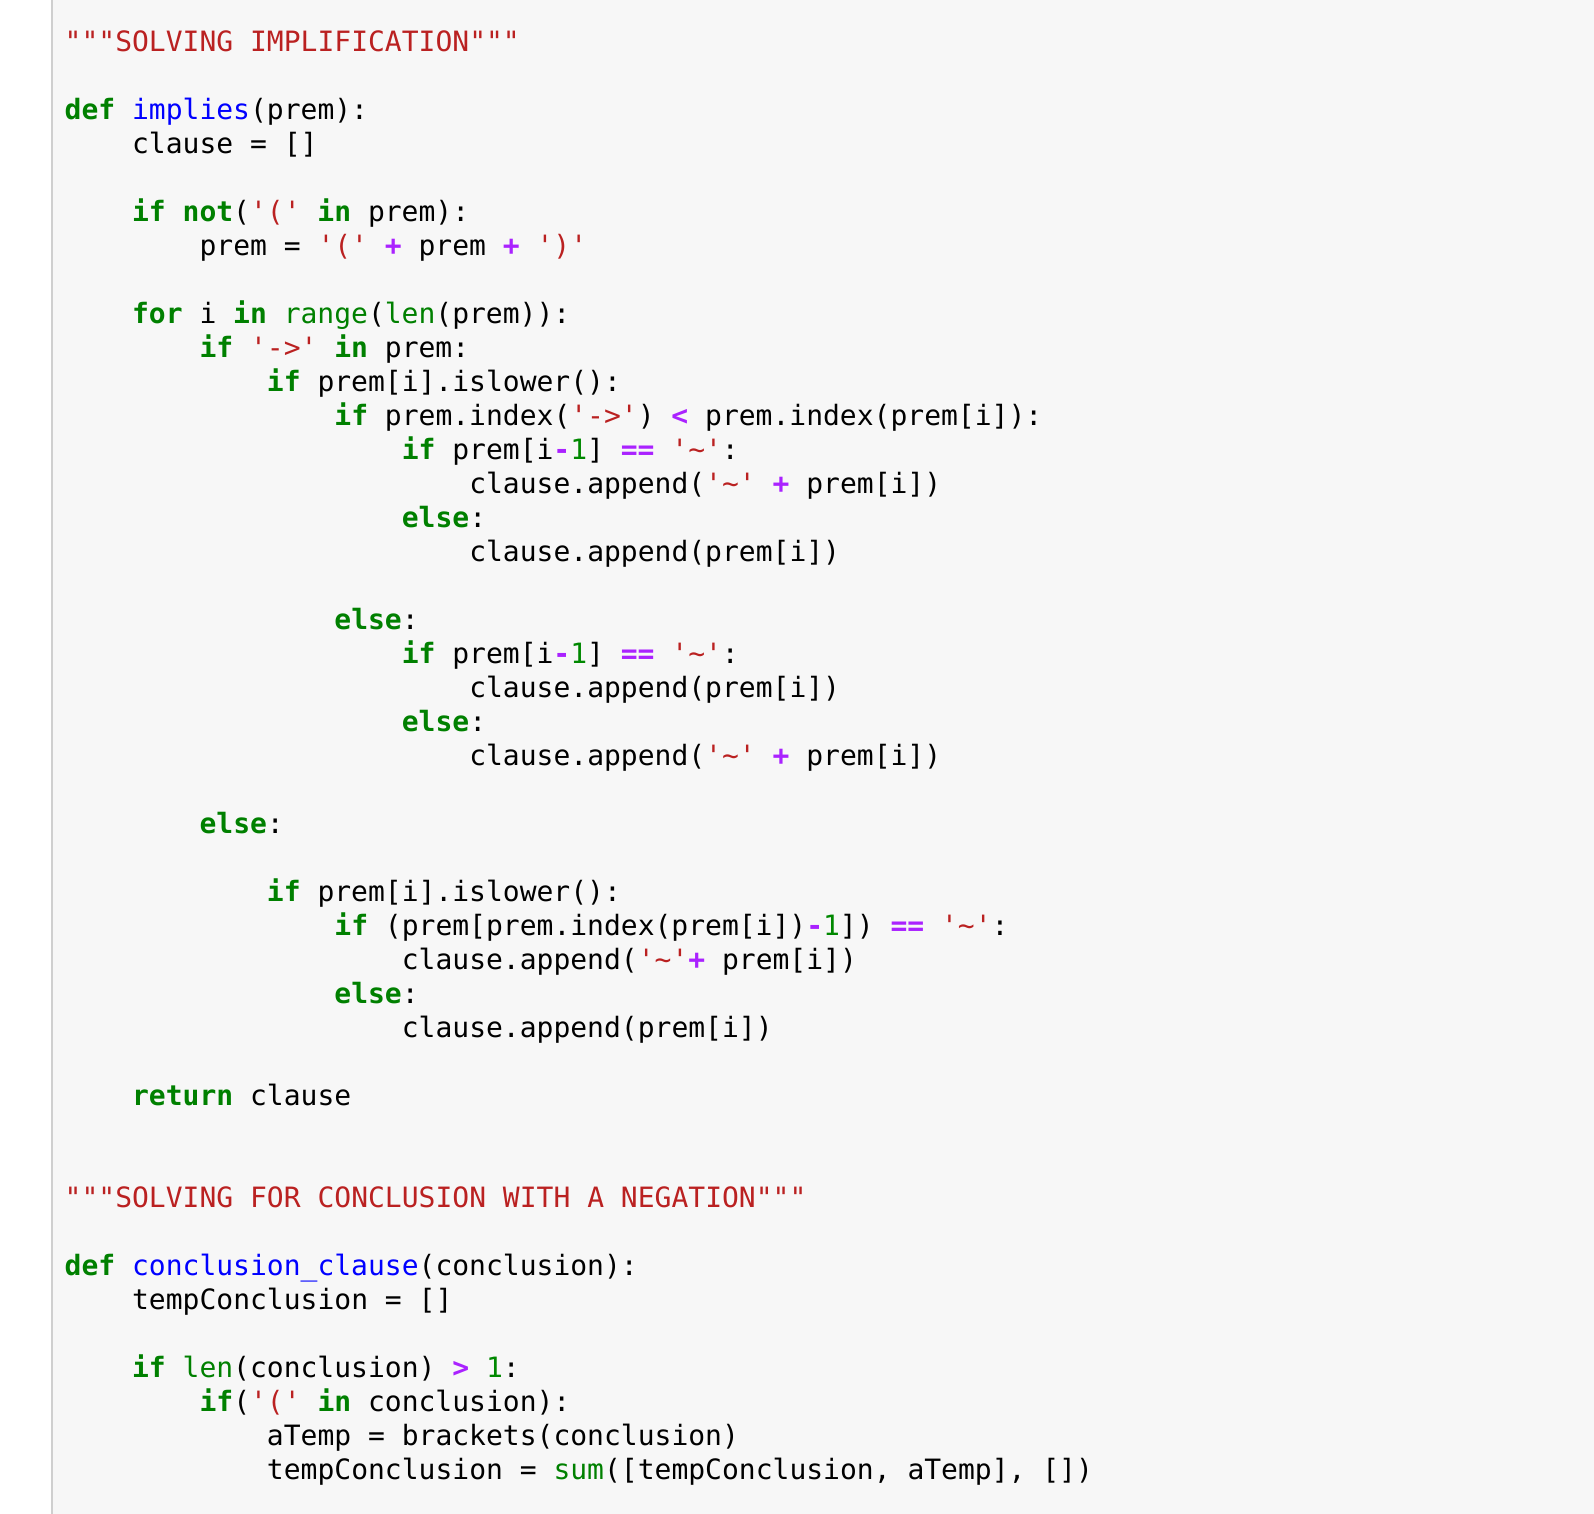 """SOLVING IMPLIFICATION"""
def implies(prem):
    clause = []
    if not('(' in prem):
        prem = '(' + prem + ')'
    for i in range(len(prem)):
        if '->' in prem:
            if prem[i].islower():
                if prem.index('->') < prem.index(prem[i]):
                    if prem[i-1] == '~':
                        clause.append('~' + prem[i])
                    else:
                        clause.append(prem[i])
                else:
                    if prem[i-1] == '~':
                        clause.append(prem[i])
                    else:
                        clause.append('~' + prem[i])
        else:
            if prem[i].islower():
                if (prem[prem.index(prem[i])-1]) == '~':
                    clause.append('~'+ prem[i])
                else:
                    clause.append(prem[i])
    return clause
"""SOLVING FOR CONCLUSION WITH A NEGATION"""
def conclusion_clause(conclusion):
    tempConclusion = []
    if len(conclusion) > 1:
        if('(' in conclusion):
            aTemp = brackets(conclusion)
            tempConclusion = sum([tempConclusion, aTemp], [])